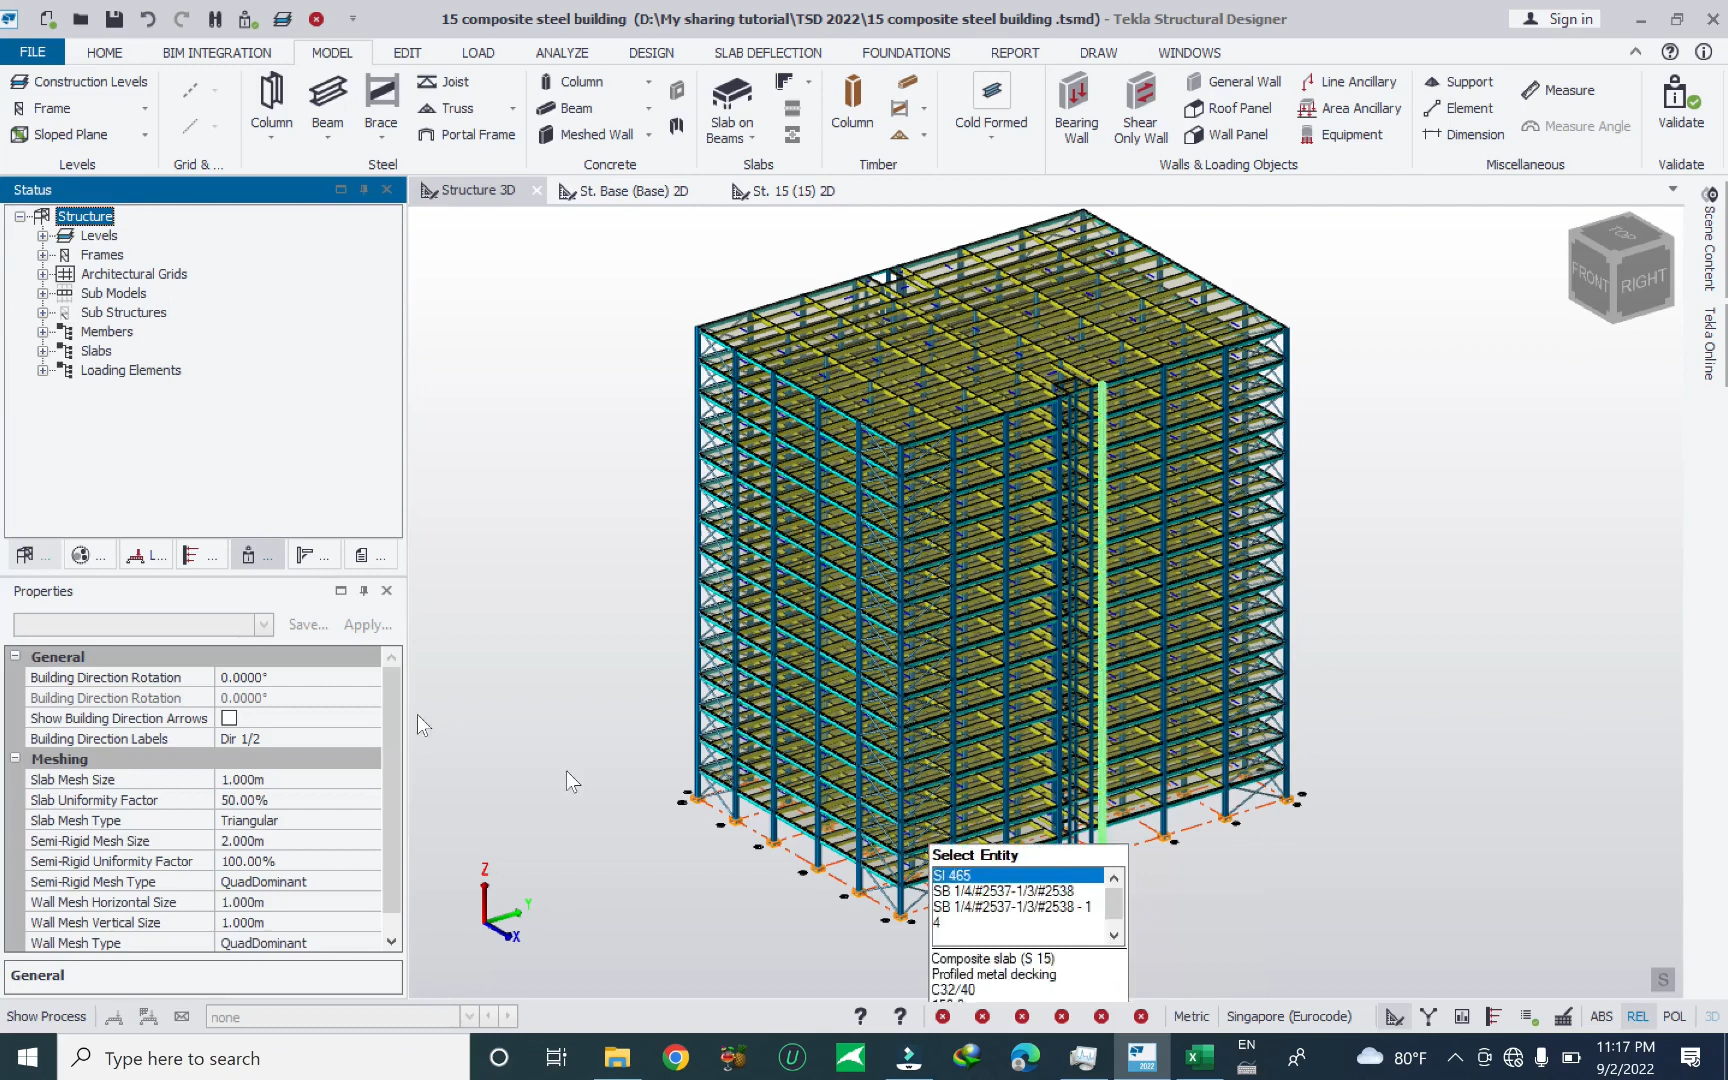 15 composite steel building  (D:\My sharing tutorial\TSD 2022\15 composite steel building .tsmd) - Tekla Structural Designer
Sign in
FILE HOME BIM INTEGRATION MODEL EDIT LOAD ANALYZE DESIGN SLAB DEFLECTION FOUNDATIONS REPORT DRAW WINDOWS
Construction Levels
Frame
Sloped Plane
Levels
Grid & ...
Column
Beam
Brace
Joist
Truss
Portal Frame
Steel
Column
Beam
Meshed Wall
Concrete
Slab on
Beams
Slabs
Column
Timber
Cold Formed
Bearing
Wall
Shear
Only Wall
General Wall
Roof Panel
Wall Panel
Line Ancillary
Area Ancillary
Equipment
Walls & Loading Objects
Support
Element
Dimension
Measure
Measure Angle
Miscellaneous
Validate
Validate
Status
Structure
Levels
Frames
Architectural Grids
Sub Models
Sub Structures
Members
Slabs
Loading Elements
... ... L... ... ... ... ...
Structure 3D
St. Base (Base) 2D
St. 15 (15) 2D
TOP
FRONT
RIGHT
Scene Content
Tekla Online
Properties
Save... Apply...
General
Building Direction Rotation 0.0000°
Building Direction Rotation 0.0000°
Show Building Direction Arrows
Building Direction Labels Dir 1/2
Meshing
Slab Mesh Size 1.000m
Slab Uniformity Factor 50.00%
Slab Mesh Type Triangular
Semi-Rigid Mesh Size 2.000m
Semi-Rigid Uniformity Factor 100.00%
Semi-Rigid Mesh Type QuadDominant
Wall Mesh Horizontal Size 1.000m
Wall Mesh Vertical Size 1.000m
Wall Mesh Type QuadDominant
General
Z
Y
X
Select Entity
SI 465
SB 1/4/#2537-1/3/#2538
SB 1/4/#2537-1/3/#2538 - 1
4
Composite slab (S 15)
Profiled metal decking
C32/40
S
Show Process
none
? ?
Metric
Singapore (Eurocode)
ABS REL POL 3D
Type here to search
2022
80°F
EN
11:17 PM
9/2/2022